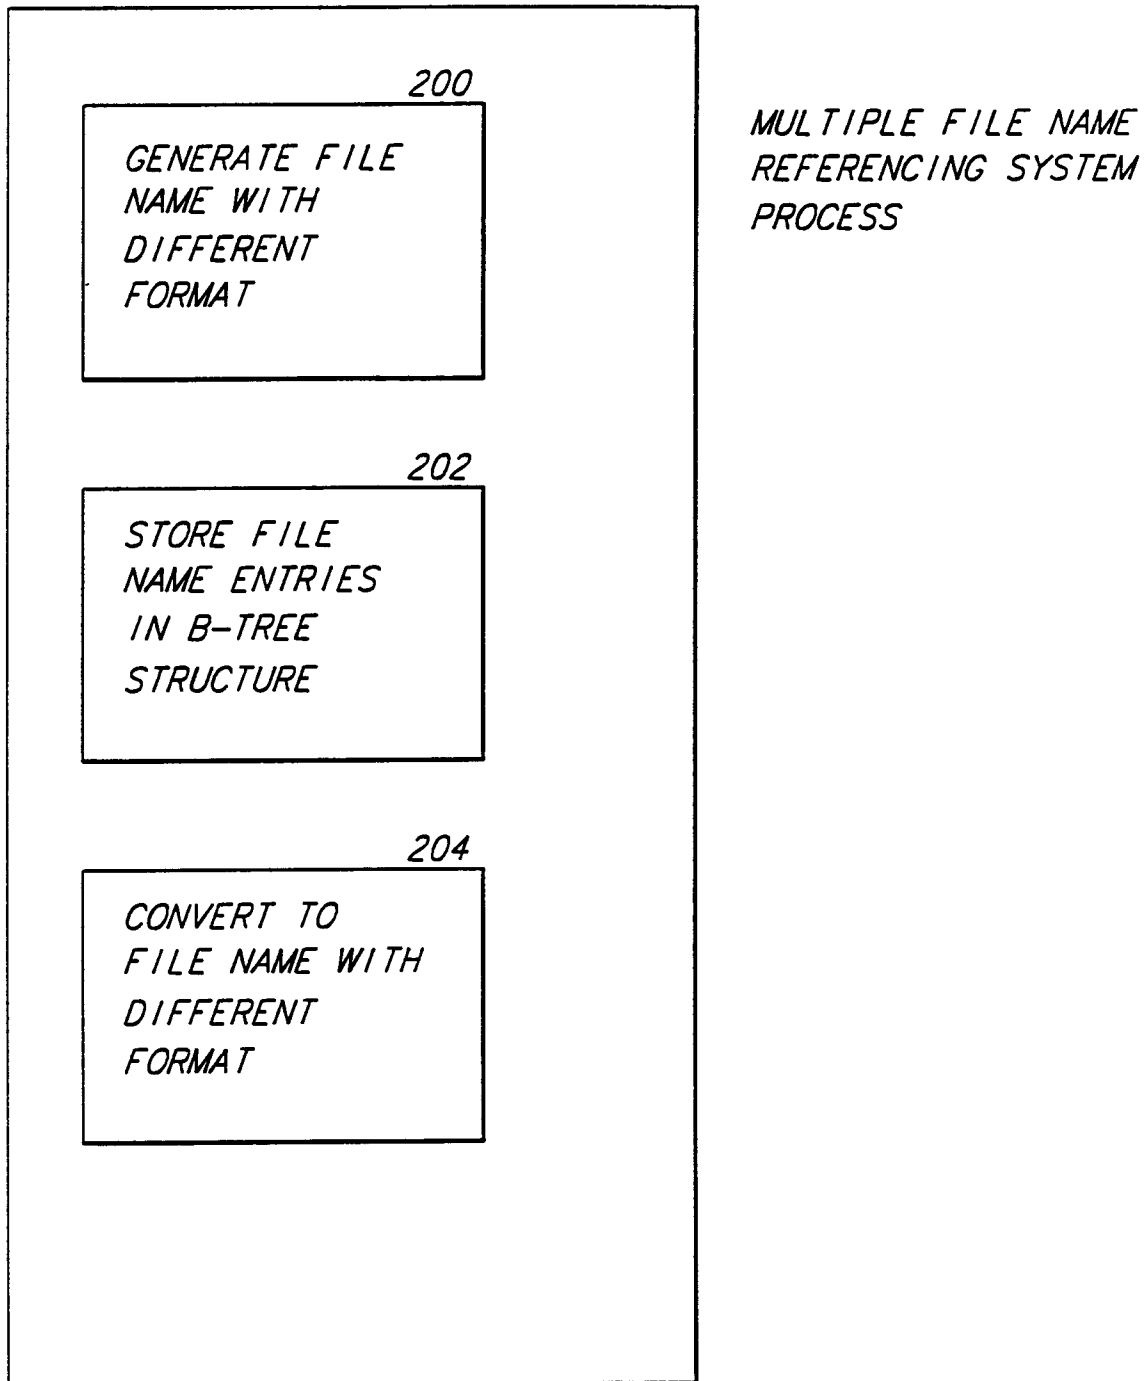 200
GENERATE FILE
NAME WITH
DIFFERENT
FORMAT
202
STORE FILE
NAME ENTRIES
IN B-TREE
STRUCTURE
204
CONVERT TO
FILE NAME WITH
DIFFERENT
FORMAT
MULTIPLE FILE NAME
REFERENCING SYSTEM
PROCESS